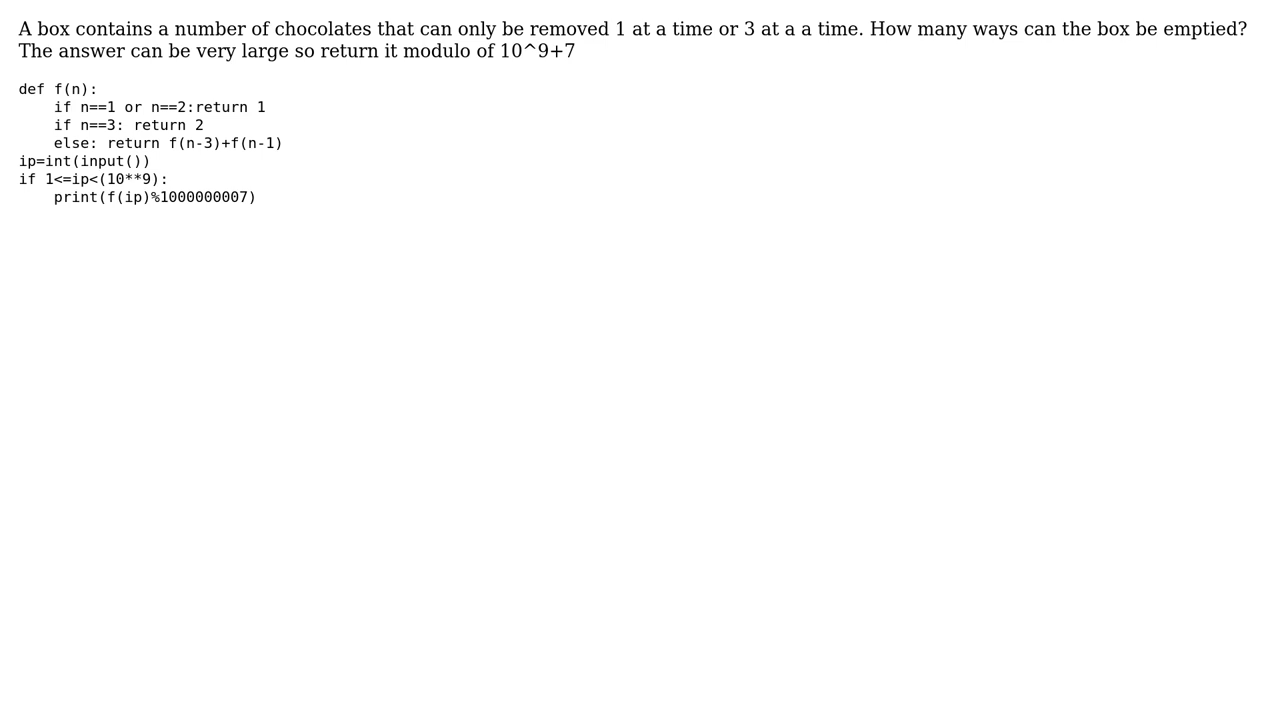 A box contains a number of chocolates that can only be removed 1 at a time or 3 at a a time. How many ways can the box be emptied?
The answer can be very large so return it modulo of 10^9+7
def f(n):
    if n==1 or n==2:return 1
    if n==3: return 2
    else: return f(n-3)+f(n-1)
ip=int(input())
if 1<=ip<(10**9):
    print(f(ip)%1000000007)